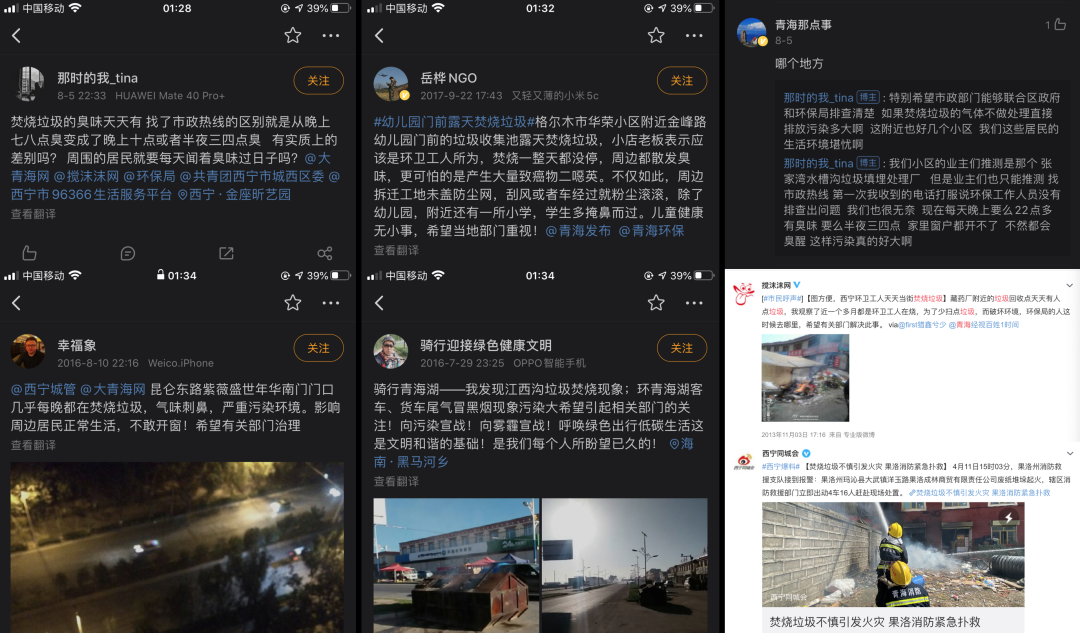 中国移动 01:28 39%
那时的我_tina
关注
8-5 22:33 HUAWEI Mate 40 Pro+
焚烧垃圾的臭味天天有 找了市政热线的区别就是从晚上
七八点臭变成了晚上十点或者半夜三四点臭 有实质上的
差别吗? 周围的居民就要每天闻着臭味过日子吗? @大
青海网 @搅沫沫网 @环保局 @共青团西宁市城西区委 @
西宁市96366生活服务平台 西宁·金座昕艺园
查看翻译
中国移动 01:32 39%
岳桦NGO
关注
2017-9-22 17:43 又轻又薄的小米5c
#幼儿园门前露天焚烧垃圾#格尔木市华荣小区附近金峰路
幼儿园门前的垃圾收集池露天焚烧垃圾,小店老板表示应
该是环卫工人所为,焚烧一整天都没停,周边都散发臭
味,更可怕的是产生大量致癌物二噁英。不仅如此,周边
拆迁工地未盖防尘网,刮风或者车经过就粉尘滚滚,除了
幼儿园,附近还有一所小学,学生多掩鼻而过。儿童健康
无小事,希望当地部门重视!@青海发布 @青海环保
查看翻译
青海那点事
1
8-5
哪个地方
那时的我_tina 博主:特别希望市政部门能够联合区政府
和环保局排查清楚 如果焚烧垃圾的气体不做处理直接
排放污染多大啊 这附近也好几个小区 我们这些居民的
生活环境堪忧啊
那时的我_tina 博主:我们小区的业主们推测是那个 张
家湾水槽沟垃圾填埋处理厂 但是业主们也只能推测 找
市政热线 第一次我收到的电话打服说环保工作人员没有
排查出问题 我们也很无奈 现在每天晚上要么22点多
有臭味 要么半夜三四点 家里窗户都开不了 不然都会
臭醒 这样污染真的好大啊
中国移动 01:34 39%
幸福象
关注
2016-8-10 22:16 Weico.iPhone
@西宁城管 @大青海网 昆仑东路紫薇盛世年华南门门口
几乎每晚都在焚烧垃圾,气味刺鼻,严重污染环境。影响
周边居民正常生活,不敢开窗!希望有关部门治理
查看翻译
中国移动 01:34 39%
骑行迎接绿色健康文明
关注
2016-7-29 23:25 OPPO智能手机
骑行青海湖——我发现江西沟垃圾焚烧现象;环青海湖客
车、货车尾气冒黑烟现象污染大希望引起相关部门的关
注!向污染宣战!向雾霾宣战!呼唤绿色出行低碳生活这
是文明和谐的基础!是我们每个人所盼望已久的! 海
南·黑马河乡
查看翻译
搅沫沫网
[#市民呼声#]【图方便,西宁环卫工人天天当街焚烧垃圾】藏药厂附近的垃圾回收点天天有人
点垃圾,我观察了近一个多月都是环卫工人在烧,为了少扫点垃圾,而破坏环境,环保局的人这
时候去哪里,希望有关部门解决此事。 via@first猎鑫兮少 @青海经视百姓1时间
2013年11月03日 17:16 来自 专业版微博
西宁同城会
#西宁爆料# 【焚烧垃圾不慎引发火灾 果洛消防紧急扑救】 4月11日15时03分,果洛州消防救
援支队接到报警:果洛州玛沁县大武镇洋玉路果洛成林商贸有限责任公司废纸堆垛起火,辖区消
防救援部门立即出动4车16人赶赴现场处置。 焚烧垃圾不慎引发火灾 果洛消防紧急扑救
青海消防
西宁同城会
焚烧垃圾不慎引发火灾 果洛消防紧急扑救